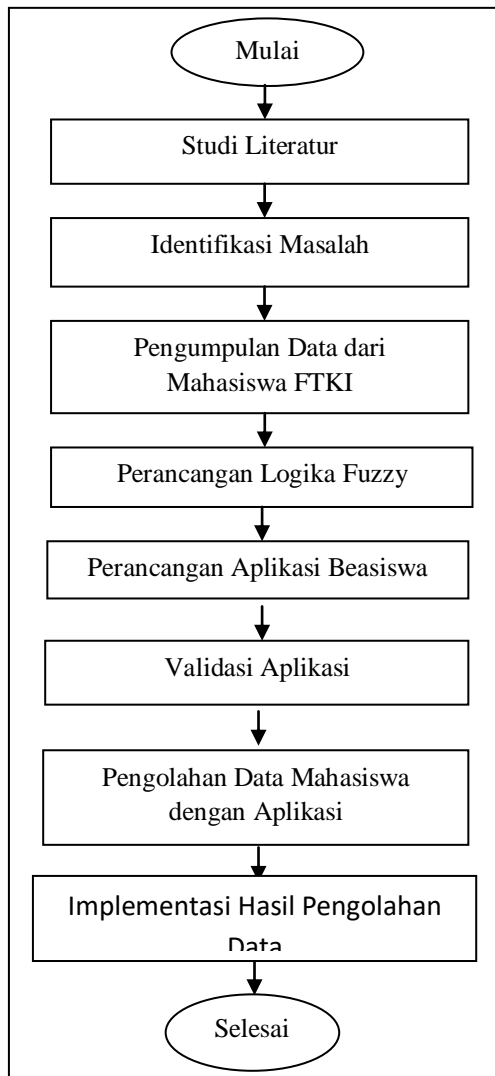 Mulai
Studi Literatur
Identifikasi Masalah
Pengumpulan Data dari
Mahasiswa FTKI
Perancangan Logika Fuzzy
Perancangan Aplikasi Beasiswa
Validasi Aplikasi
Pengolahan Data Mahasiswa
dengan Aplikasi
Implementasi Hasil Pengolahan
Data
Selesai